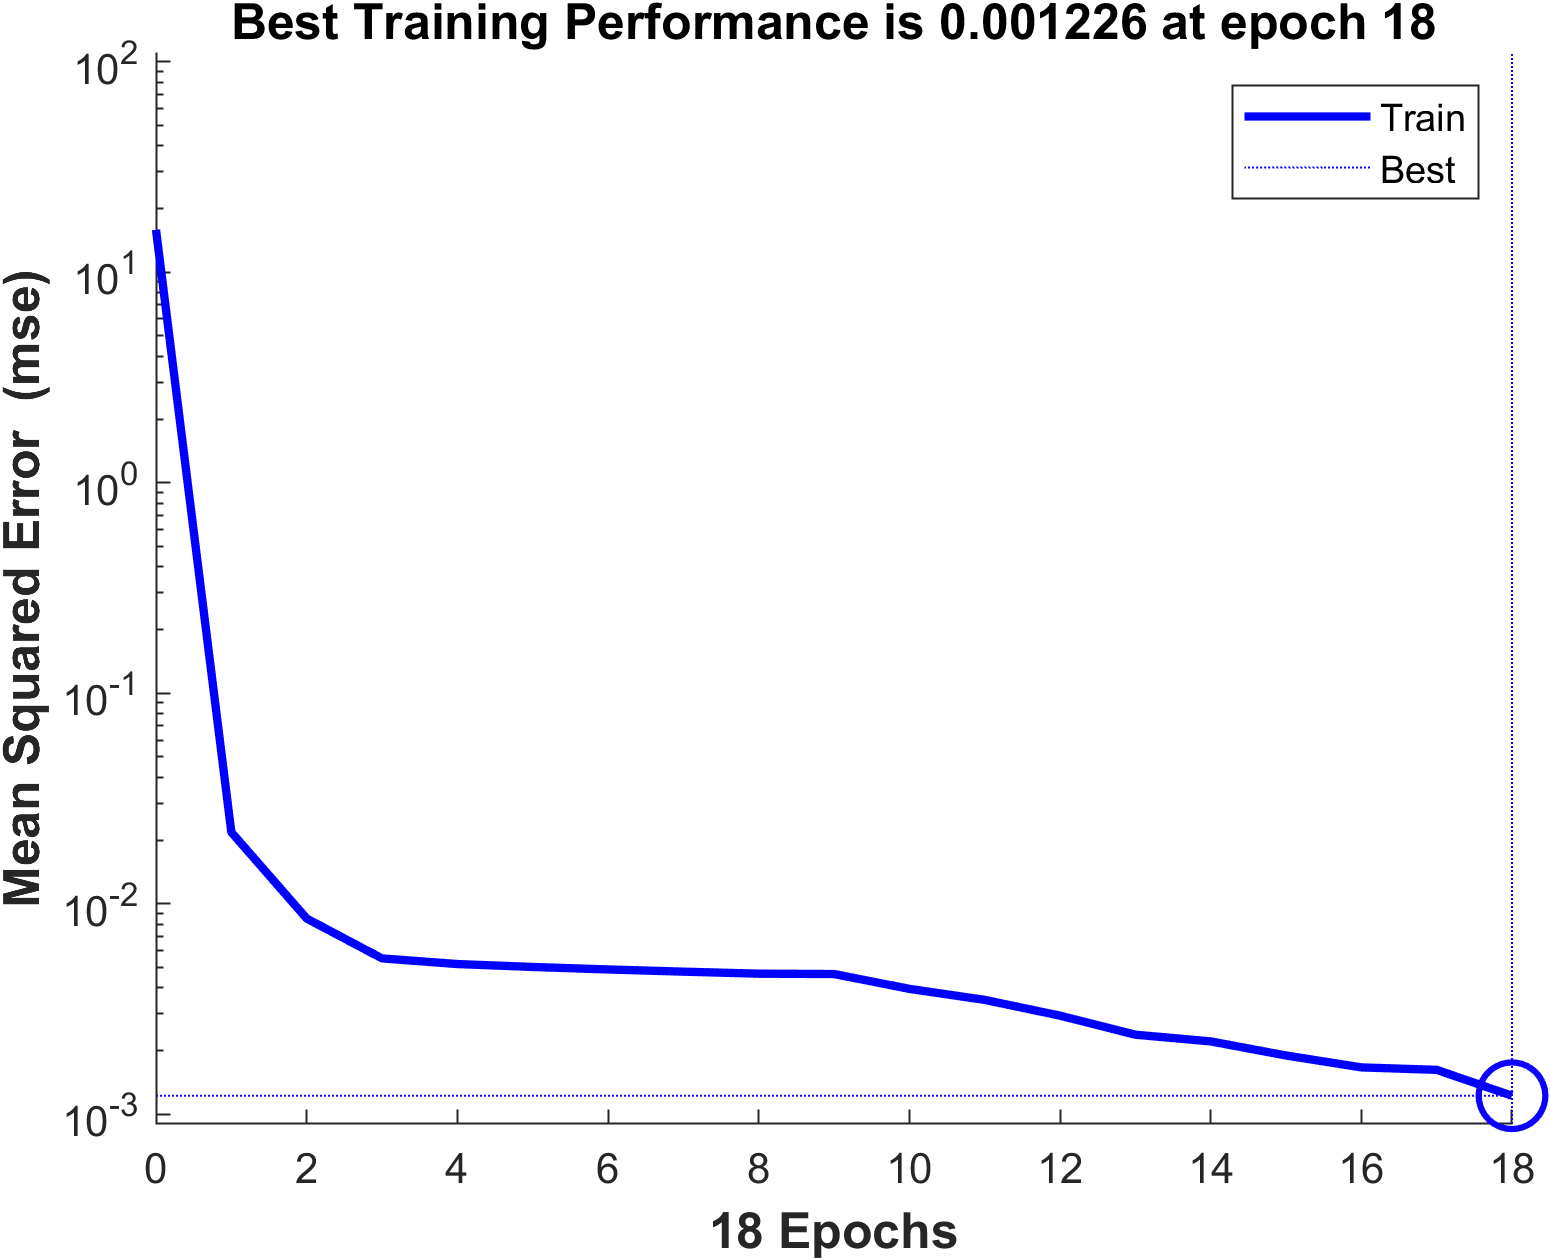 Best Training Performance is 0.001226 at epoch 18
10^2
10^1
10^0
10^-1
10^-2
10^-3
Mean Squared Error (mse)
Train
Best
0 2 4 6 8 10 12 14 16 18
18 Epochs